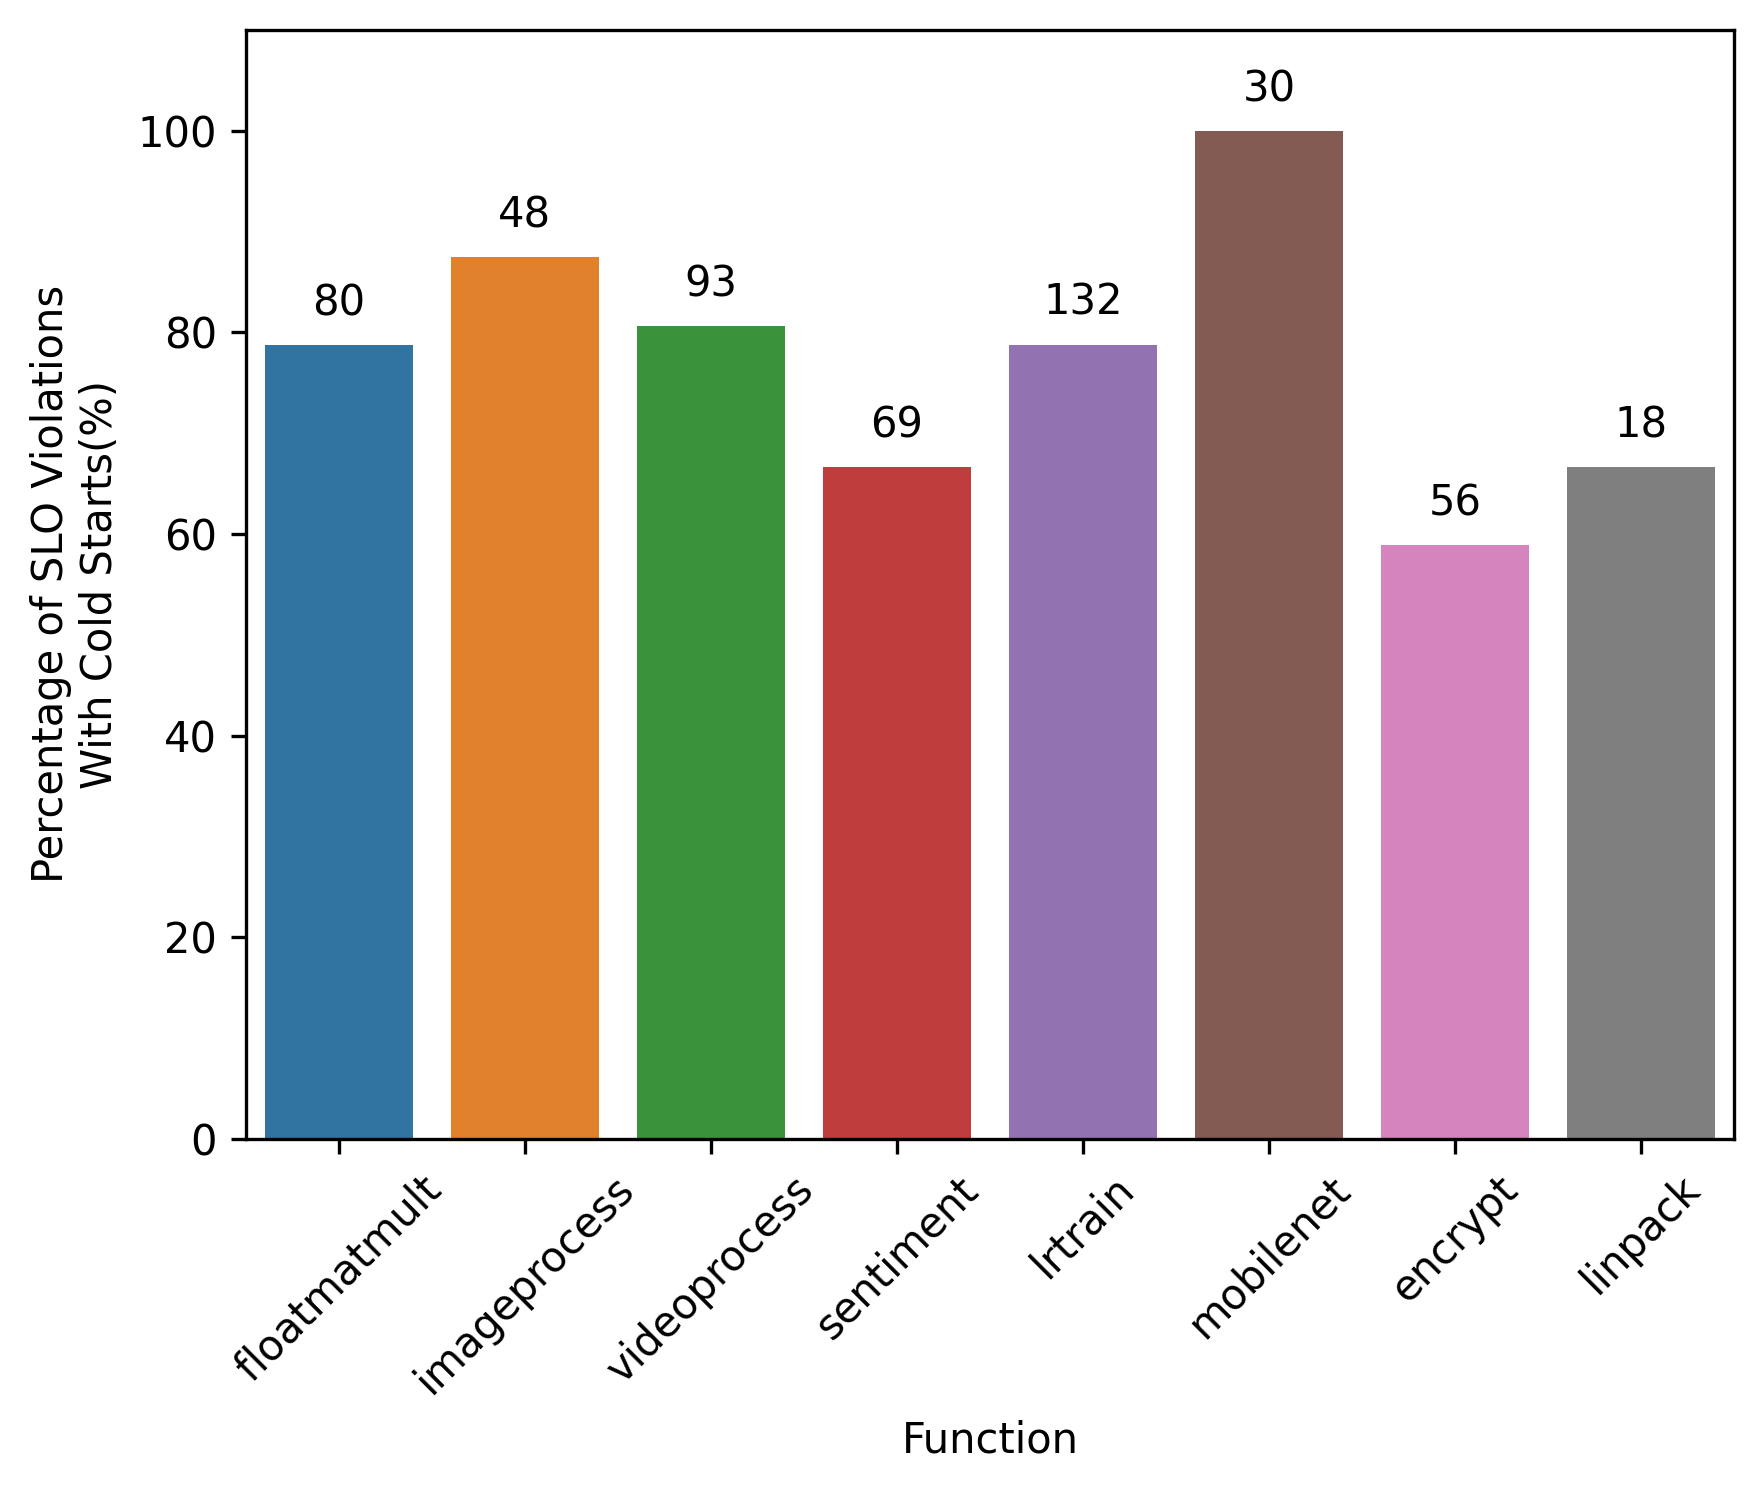 Percentage of SLO Violations
With Cold Starts(%)
100
80
60
40
20
0
80
48
93
69
132
30
56
18
floatmatmult
imageprocess
videoprocess
sentiment
lrtrain
mobilenet
encrypt
linpack
Function